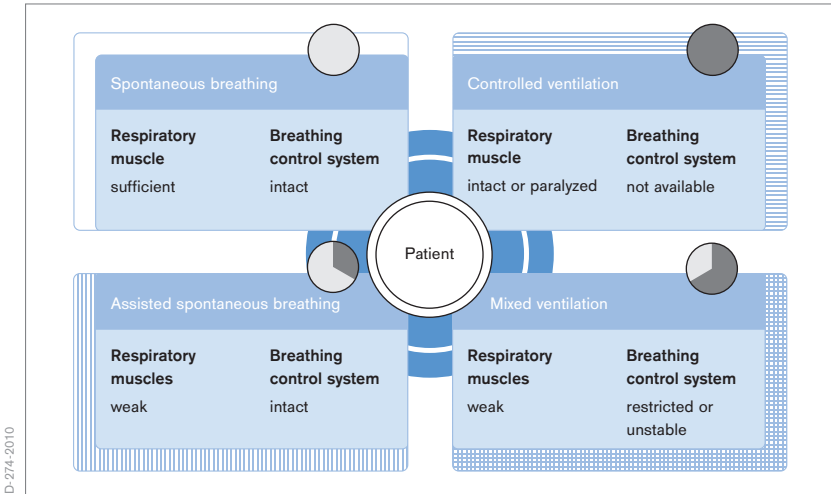 Spontaneous breathing
Respiratory
muscle
sufficient
Breathing
control system
intact
Controlled ventilation
Respiratory
muscle
intact or paralyzed
Breathing
control system
not available
Patient
Assisted spontaneous breathing
Respiratory
muscles
weak
Breathing
control system
intact
Mixed ventilation
Respiratory
muscles
weak
Breathing
control system
restricted or
unstable
D-274-2010